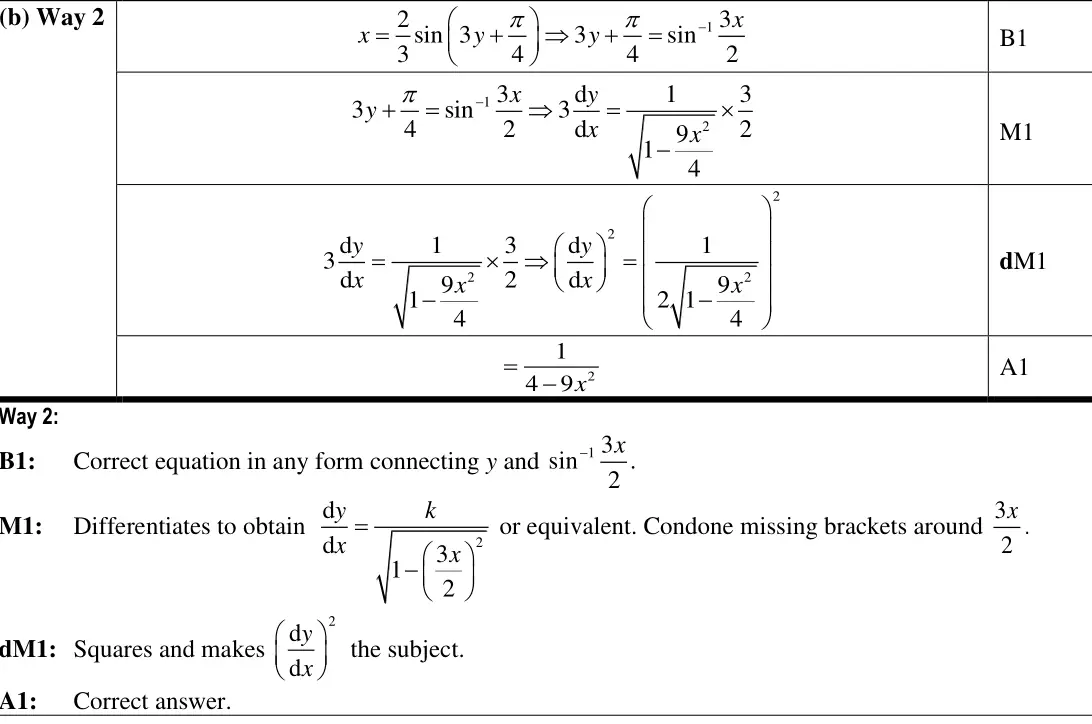 (b) Way 2 x = 2/3 sin(3y + π/4) ⇒ 3y + π/4 = sin⁻¹ 3x/2 B1
3y + π/4 = sin⁻¹ 3x/2 ⇒ 3 dy/dx = 1/√(1 − 9x²/4) × 3/2 M1
3 dy/dx = 1/√(1 − 9x²/4) × 3/2 ⇒ (dy/dx)² = (1/(2√(1 − 9x²/4)))² dM1
= 1/(4 − 9x²) A1
Way 2:
B1: Correct equation in any form connecting y and sin⁻¹ 3x/2.
M1: Differentiates to obtain dy/dx = k/√(1 − (3x/2)²) or equivalent. Condone missing brackets around 3x/2.
dM1: Squares and makes (dy/dx)² the subject.
A1: Correct answer.